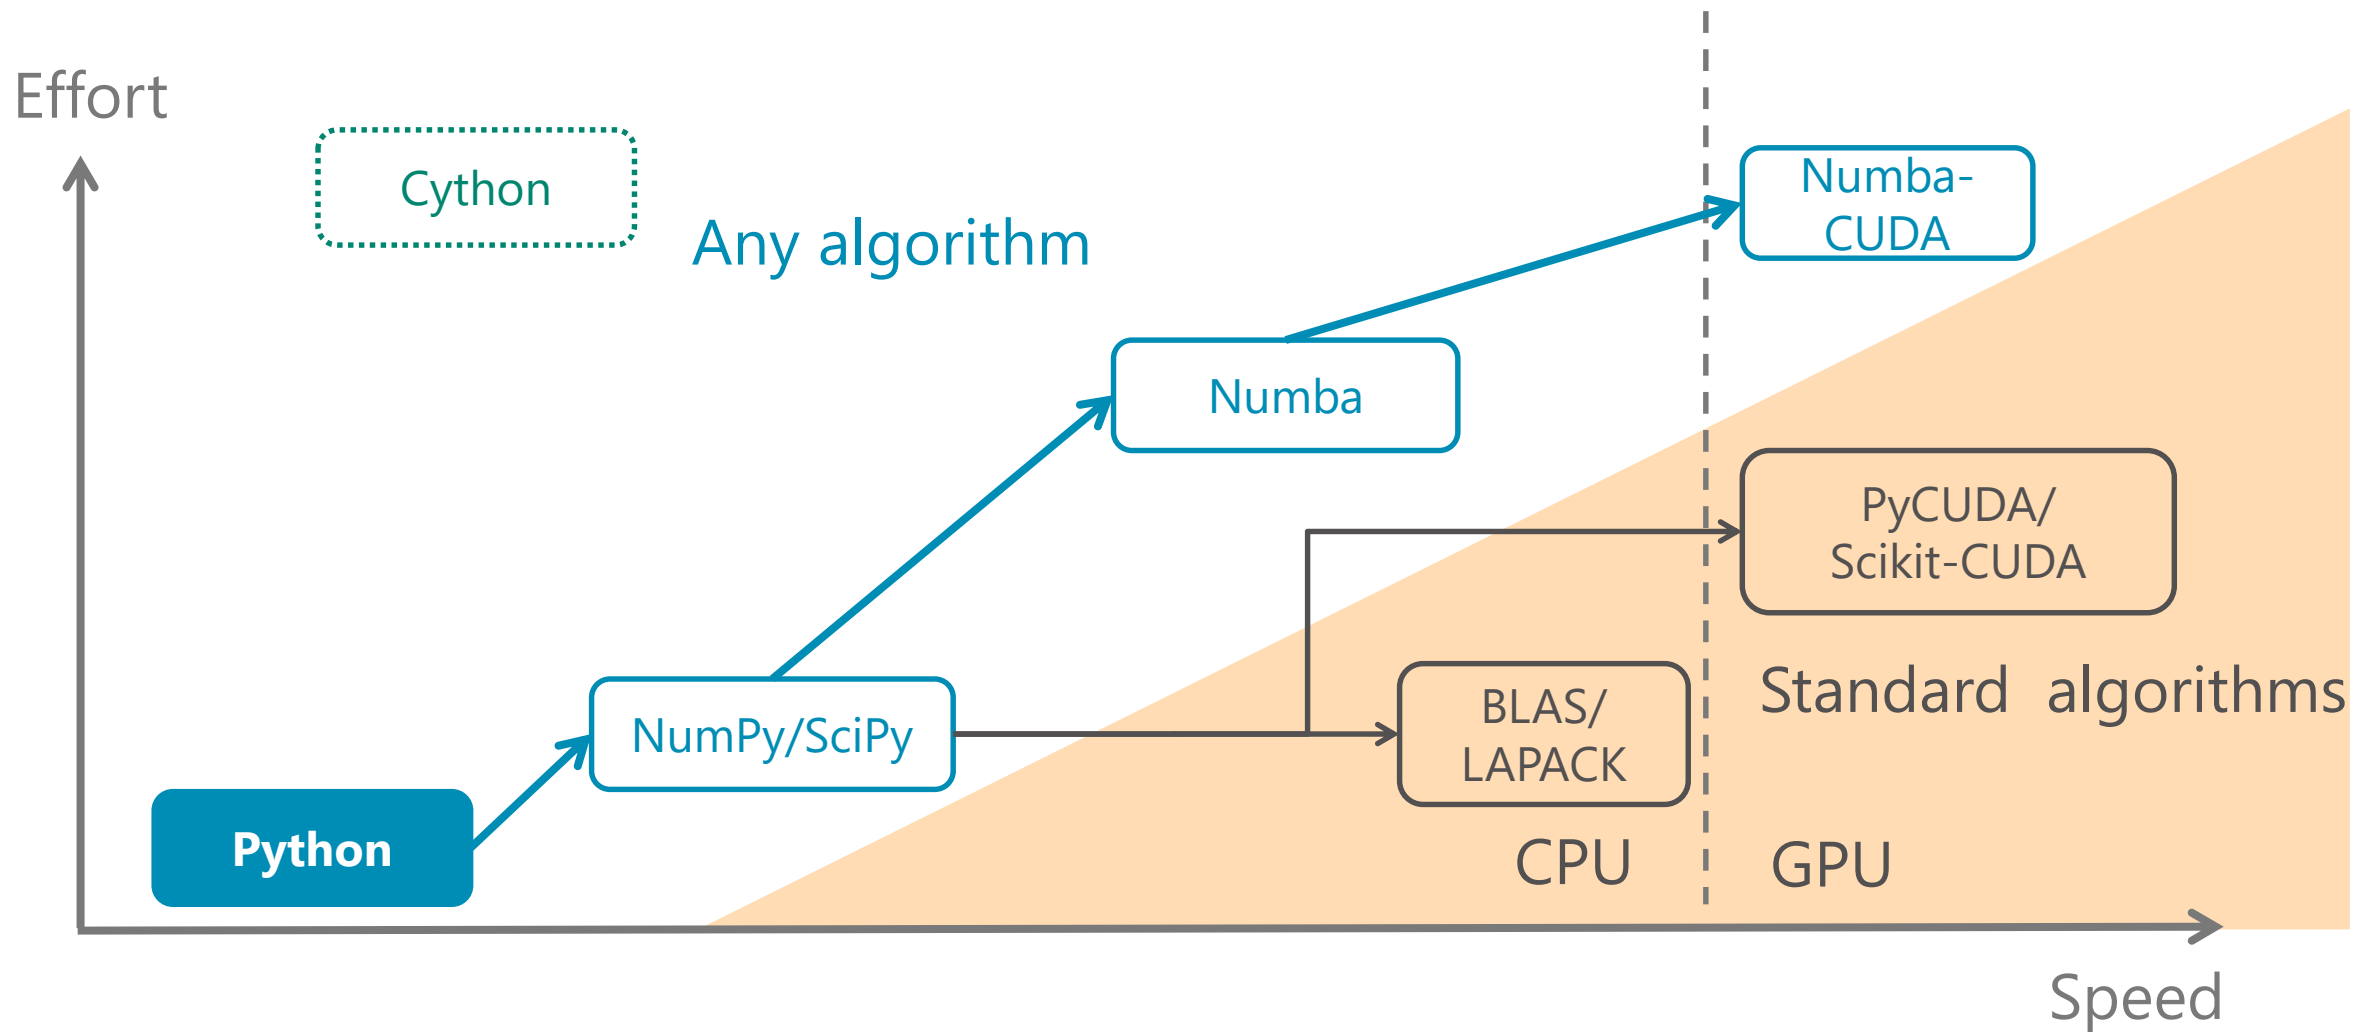 Effort
Cython
Any algorithm
Numba-
CUDA
Numba
PyCUDA/
Scikit-CUDA
NumPy/SciPy
BLAS/
LAPACK
Standard algorithms
Python
CPU
GPU
Speed